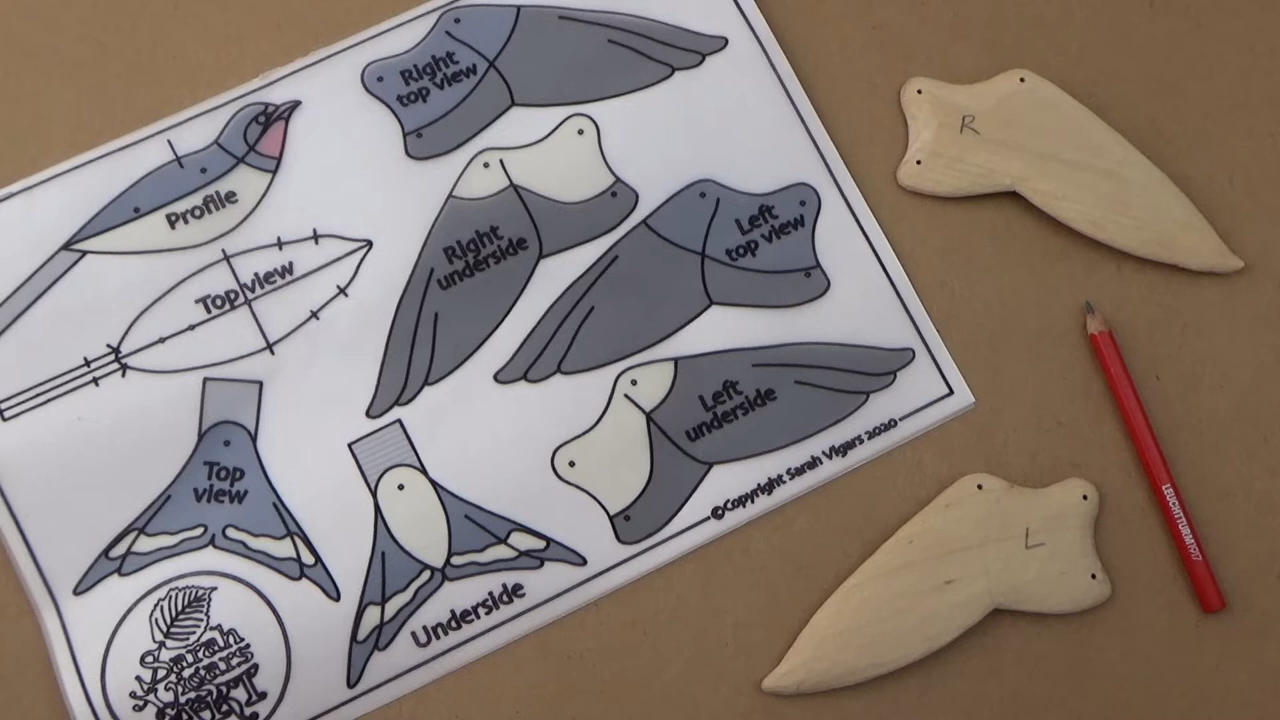 Right
top view
Profile
Right
underside
Left
top view
Top view
Left
underside
Top
view
©Copyright Sarah Vigars 2020
Underside
Sarah
Vigars
ART
R
L
LEUCHTTURM1917